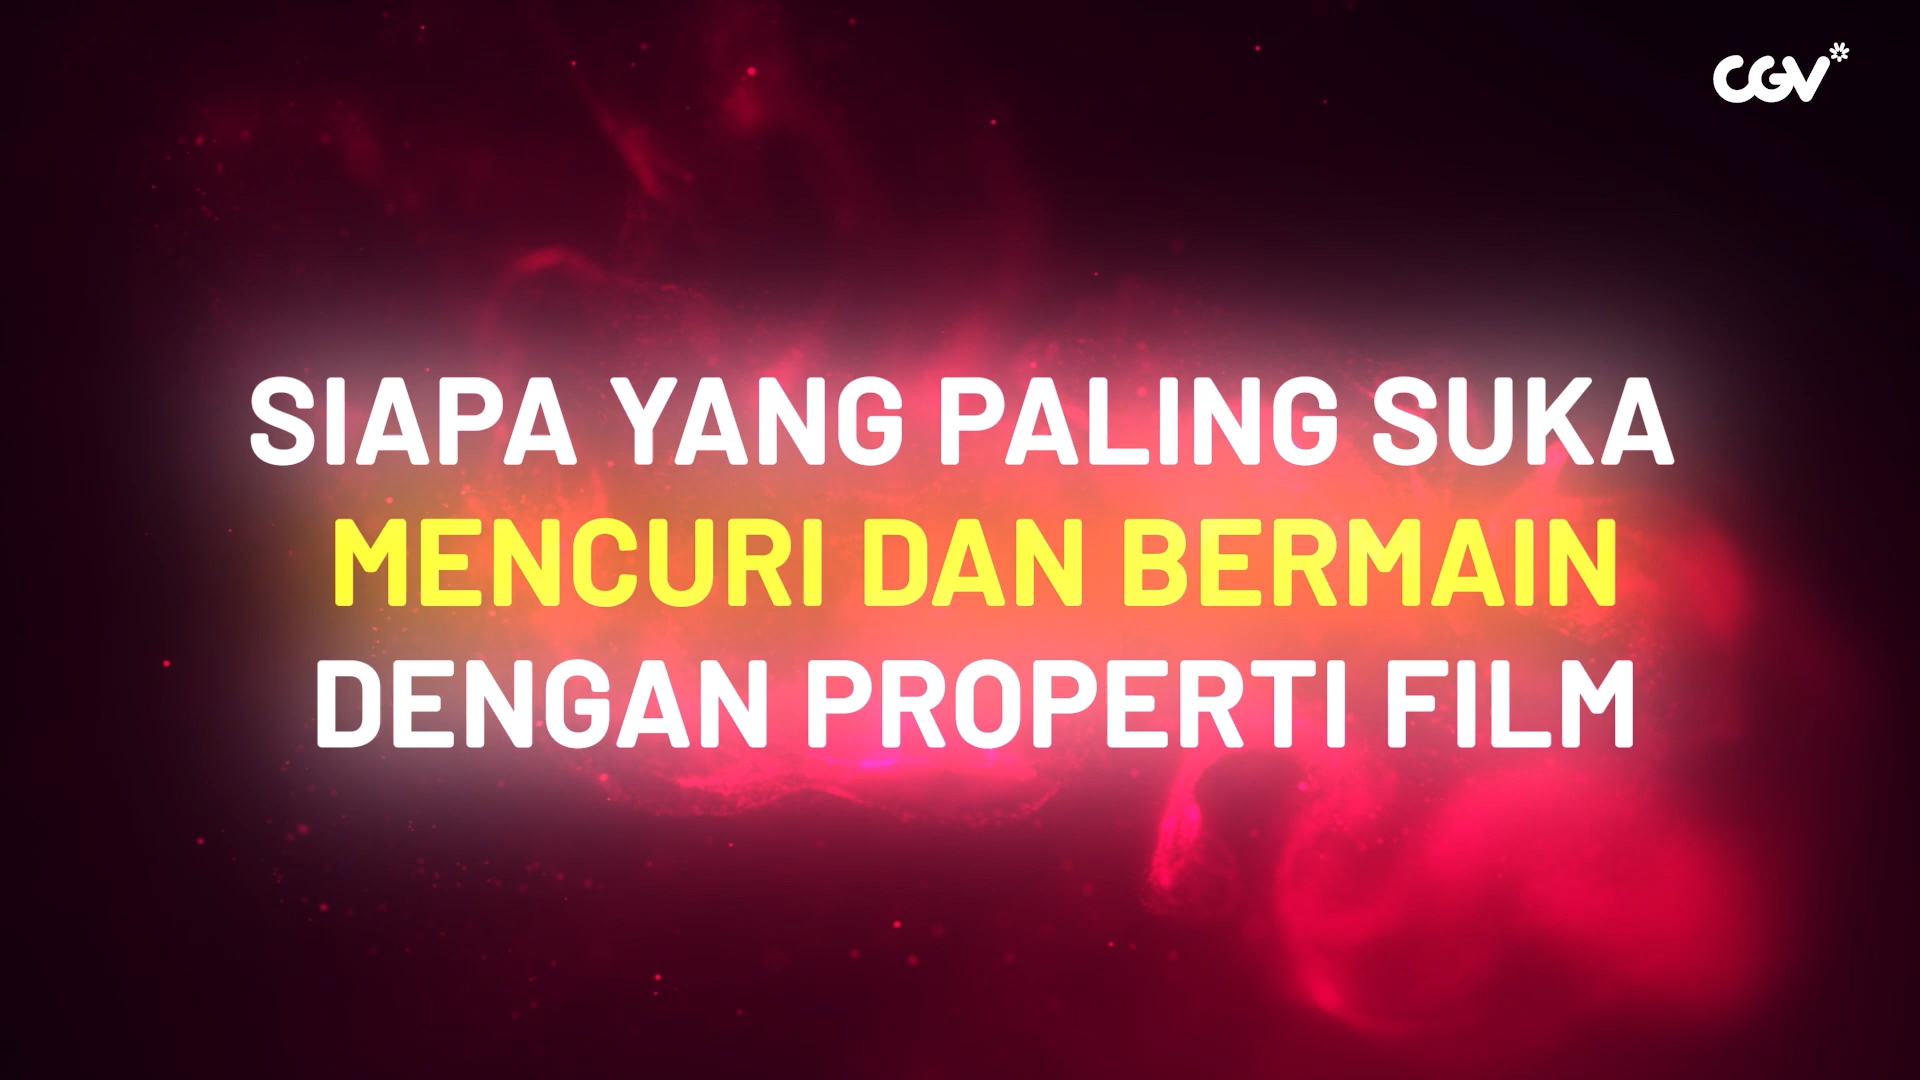 CGV*
SIAPA YANG PALING SUKA
MENCURI DAN BERMAIN
DENGAN PROPERTI FILM